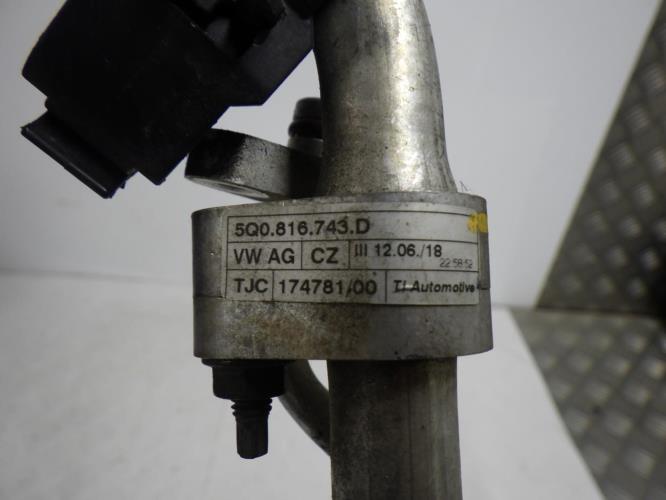 5Q0.816.743.D
VW AG CZ III 12.06./18
22:58:52
TJC 174781/00 TI Automotive